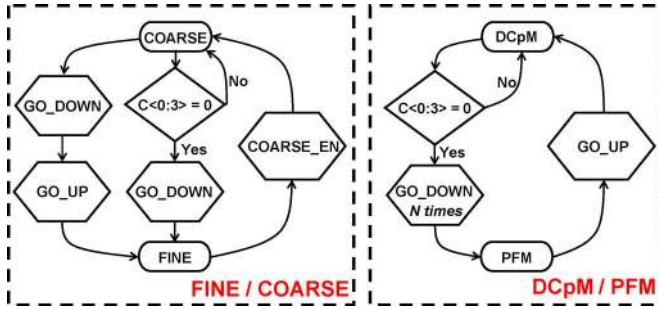 COARSE
No
GO_DOWN
C<0:3> = 0
COARSE_EN
Yes
GO_UP
GO_DOWN
FINE
FINE / COARSE
DCpM
No
C<0:3> = 0
GO_UP
Yes
GO_DOWN
N times
PFM
DCpM / PFM